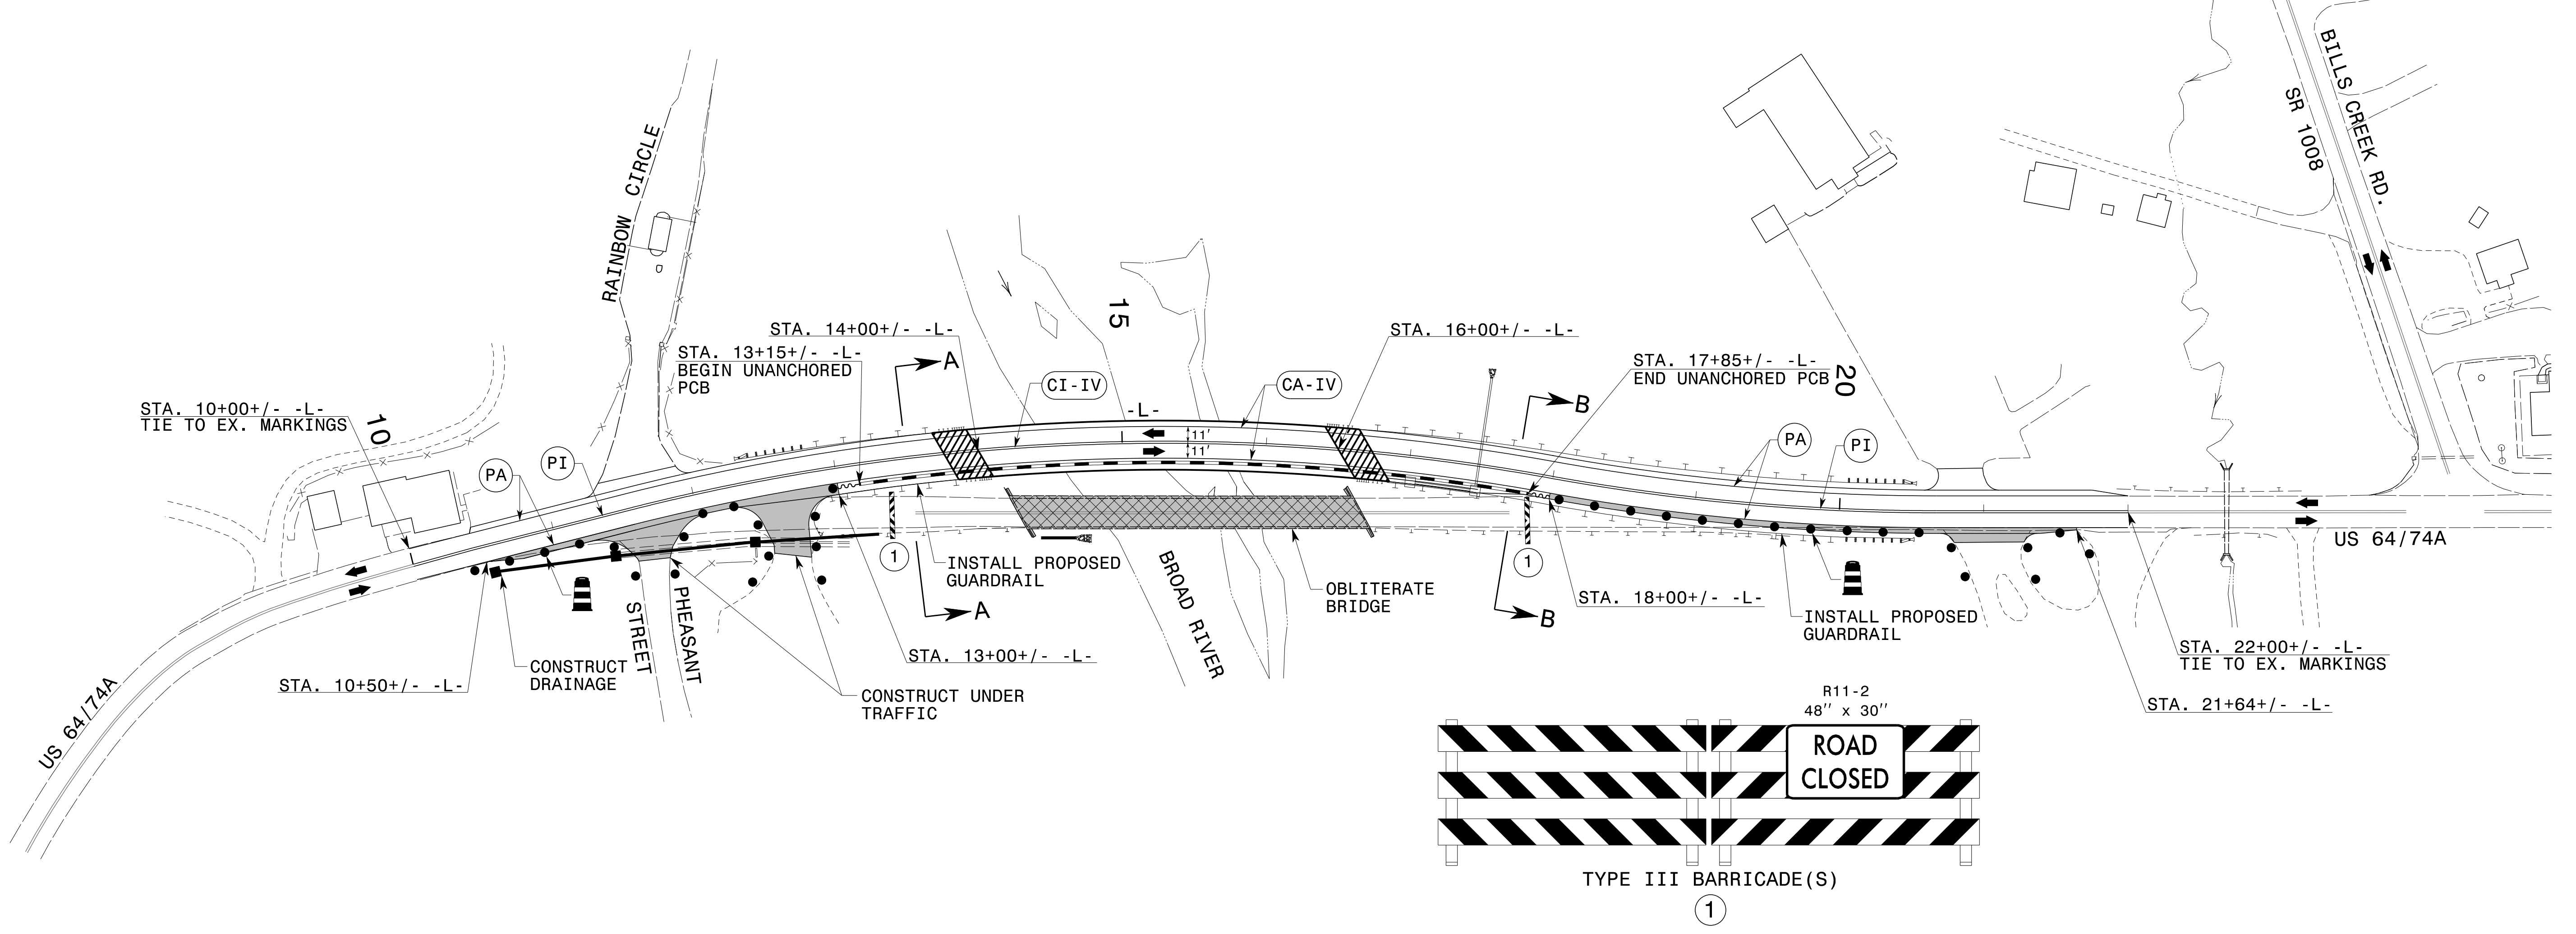 BILLS CREEK RD.
SR 1008
RAINBOW CIRCLE
15
STA. 14+00+/- -L-
STA. 16+00+/- -L-
STA. 13+15+/- -L-
BEGIN UNANCHORED
PCB
A
STA. 17+85+/- -L-
END UNANCHORED PCB
20
CI-IV
CA-IV
B
STA. 10+00+/- -L-
TIE TO EX. MARKINGS
10
-L-
11'
11'
PA
PI
PA
PI
US 64/74A
1
INSTALL PROPOSED
GUARDRAIL
BROAD RIVER
OBLITERATE
BRIDGE
1
STA. 18+00+/- -L-
A
B
INSTALL PROPOSED
GUARDRAIL
STREET
PHEASANT
STA. 13+00+/- -L-
STA. 22+00+/- -L-
TIE TO EX. MARKINGS
CONSTRUCT
DRAINAGE
STA. 10+50+/- -L-
CONSTRUCT UNDER
TRAFFIC
STA. 21+64+/- -L-
US 64/74A
R11-2
48" x 30"
ROAD
CLOSED
TYPE III BARRICADE(S)
1